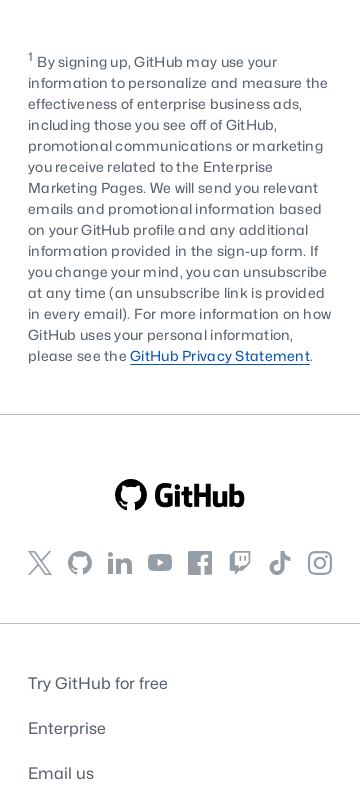 1 By signing up, GitHub may use your
information to personalize and measure the
effectiveness of enterprise business ads,
including those you see off of GitHub,
promotional communications or marketing
you receive related to the Enterprise
Marketing Pages. We will send you relevant
emails and promotional information based
on your GitHub profile and any additional
information provided in the sign-up form. If
you change your mind, you can unsubscribe
at any time (an unsubscribe link is provided
in every email). For more information on how
GitHub uses your personal information,
please see the GitHub Privacy Statement.
GitHub
Try GitHub for free
Enterprise
Email us